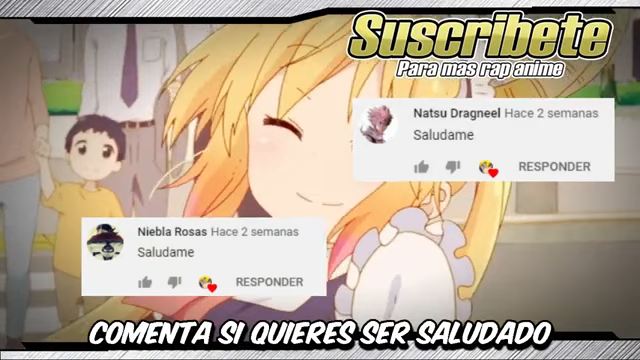 Suscribete
Para mas rap anime
Natsu Dragneel Hace 2 semanas
Saludame
RESPONDER
Niebla Rosas Hace 2 semanas
Saludame
RESPONDER
COMENTA SI QUIERES SER SALUDADO